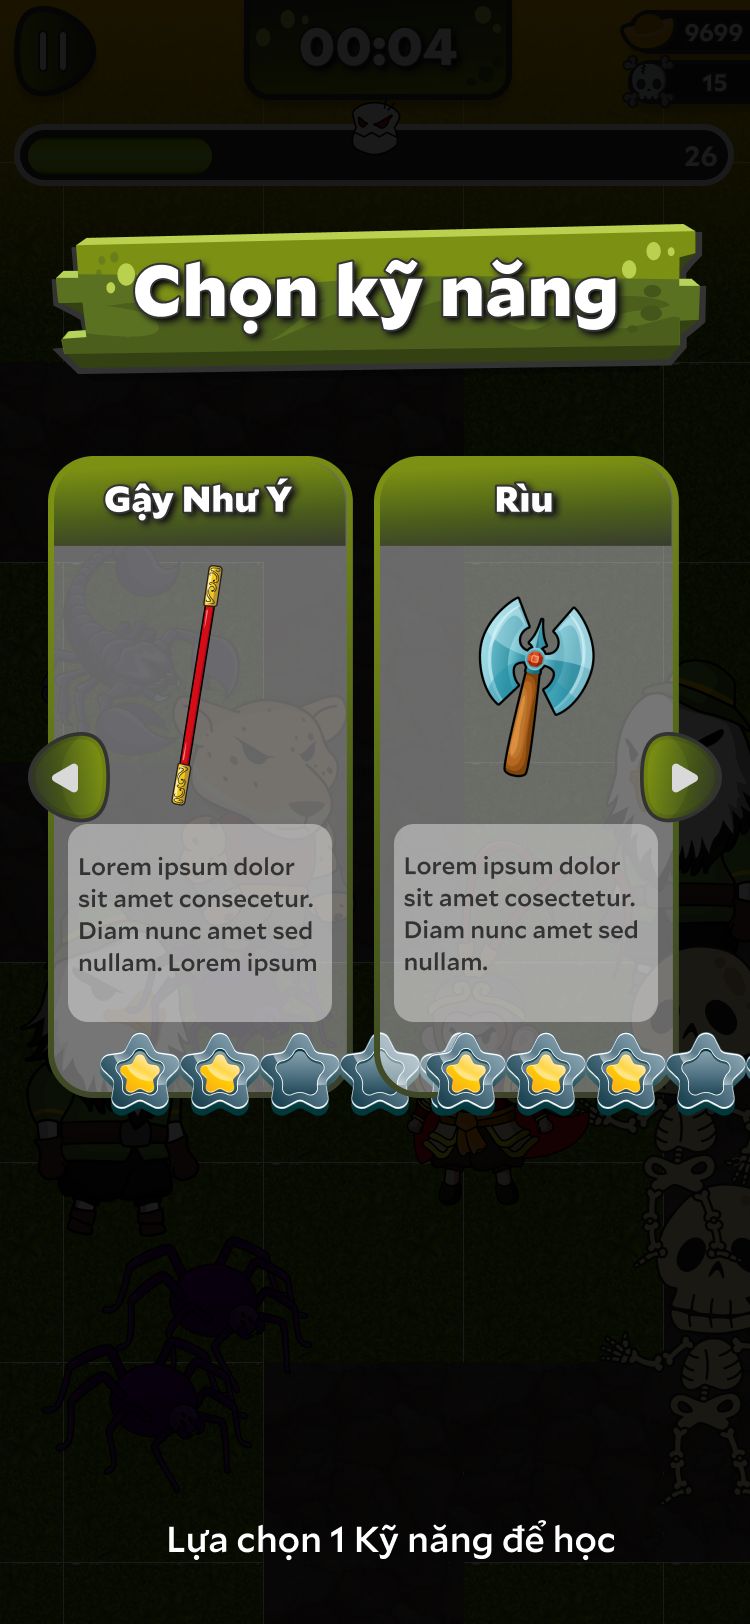 00:04
9699
15
26
Chọn kỹ năng
Gậy Như Ý
Rìu
Lorem ipsum dolor
sit amet consecetur.
Diam nunc amet sed
nullam. Lorem ipsum
Lorem ipsum dolor
sit amet cosectetur.
Diam nunc amet sed
nullam.
Lựa chọn 1 Kỹ năng để học